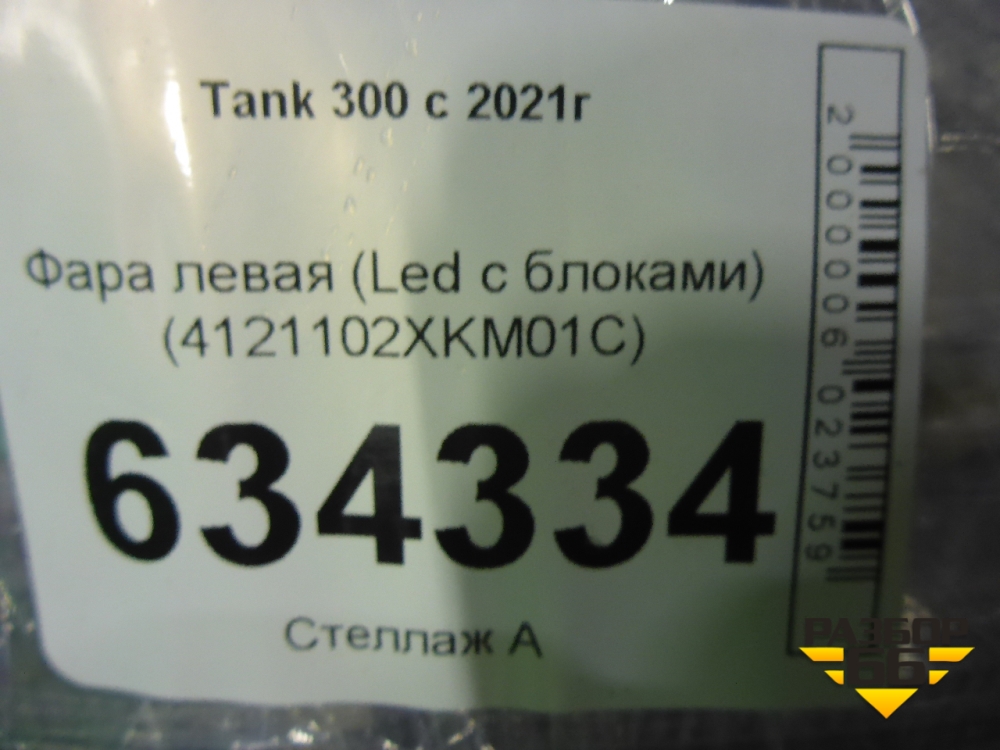 Tank 300 с 2021г
Фара левая (Led с блоками)
(4121102XKM01C)
634334
Стеллаж А
2000006023759
РАЗБОР
66